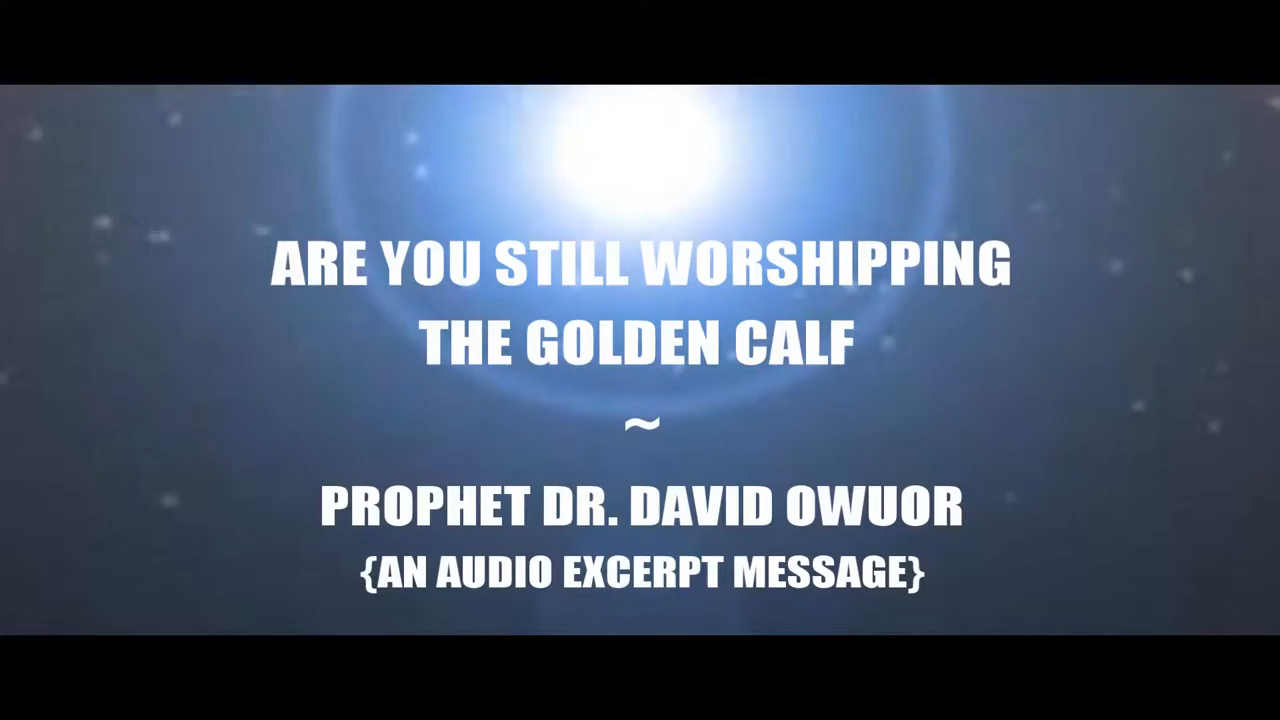 ARE YOU STILL WORSHIPPING
THE GOLDEN CALF
~
PROPHET DR. DAVID OWUOR
{AN AUDIO EXCERPT MESSAGE}